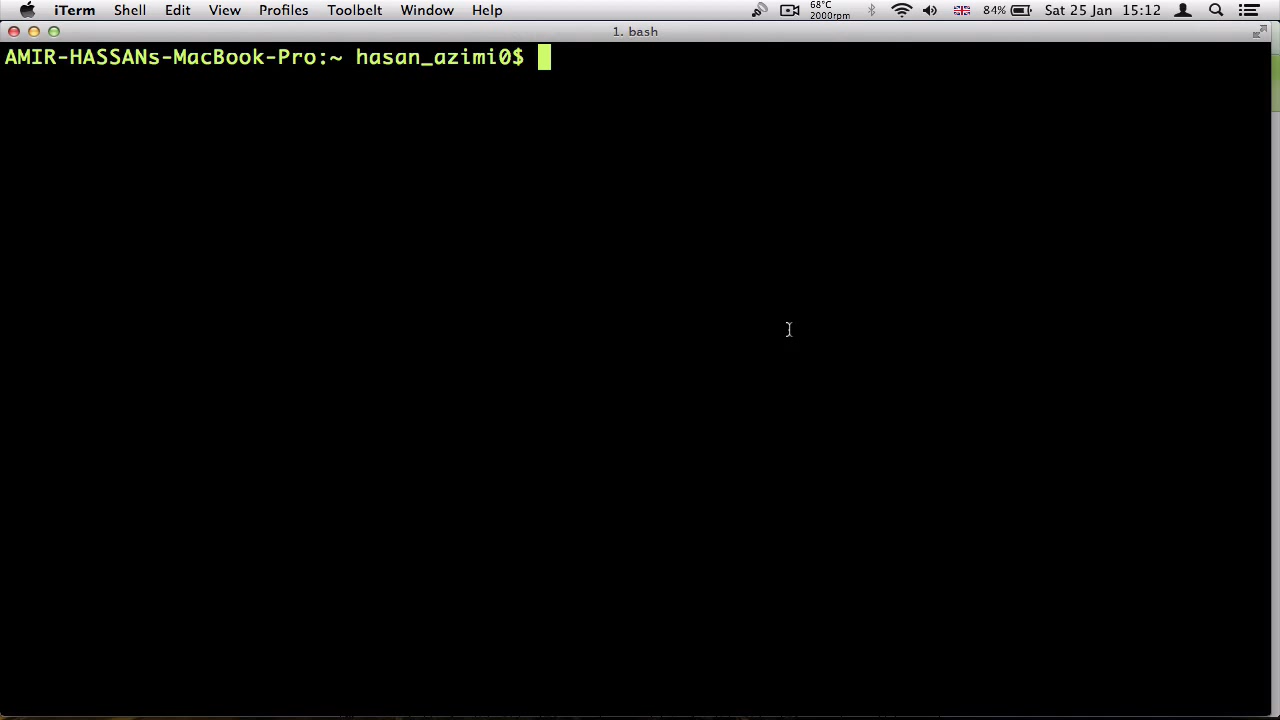 iTerm Shell Edit View Profiles Toolbelt Window Help 68°C 2000rpm 84% Sat 25 Jan 15:12
1. bash
AMIR-HASSANs-MacBook-Pro:~ hasan_azimi0$